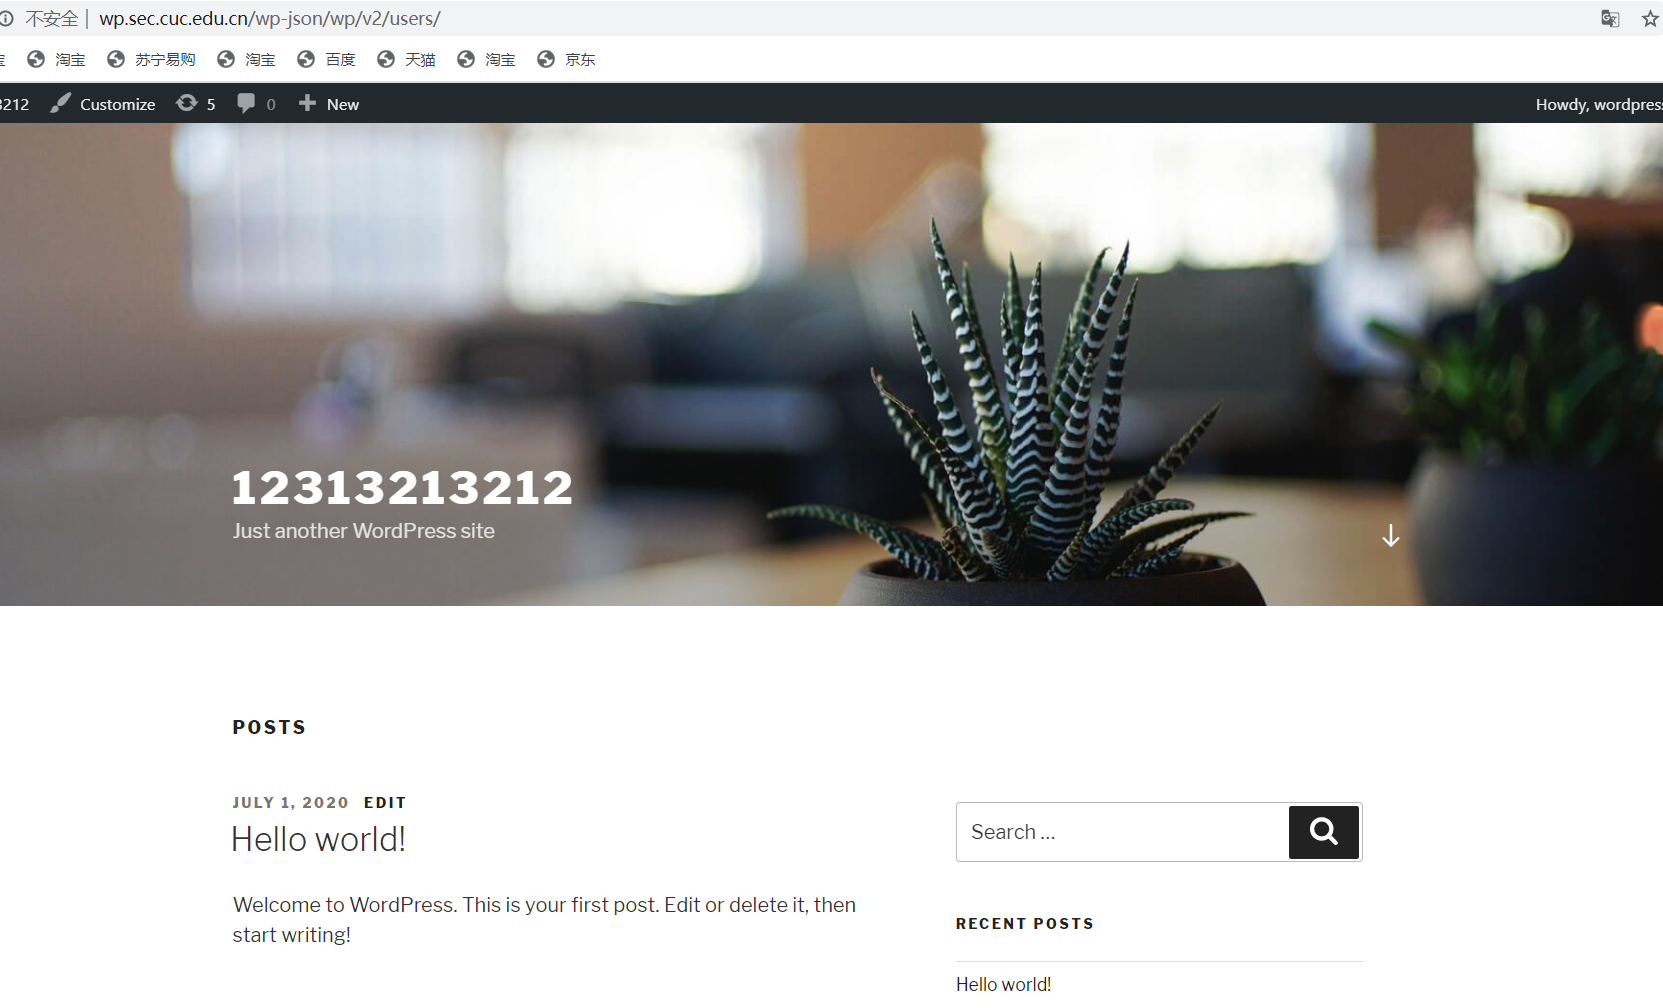 不安全 | wp.sec.cuc.edu.cn/wp-json/wp/v2/users/
淘宝 苏宁易购 淘宝 百度 天猫 淘宝 京东
3212 Customize 5 0 New Howdy, wordpress
12313213212
Just another WordPress site
POSTS
JULY 1, 2020 EDIT
Hello world!
Welcome to WordPress. This is your first post. Edit or delete it, then
start writing!
Search …
RECENT POSTS
Hello world!